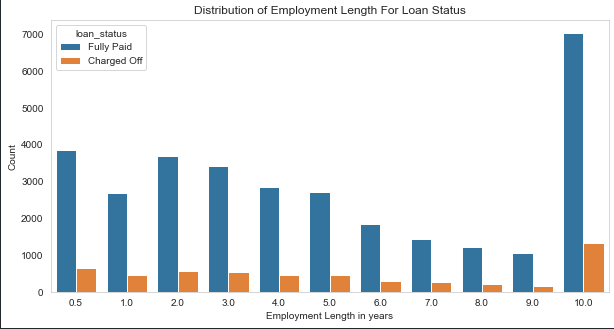 Distribution of Employment Length For Loan Status
loan_status
Fully Paid
Charged Off
7000
6000
5000
4000
3000
2000
1000
0
Count
0.5 1.0 2.0 3.0 4.0 5.0 6.0 7.0 8.0 9.0 10.0
Employment Length in years